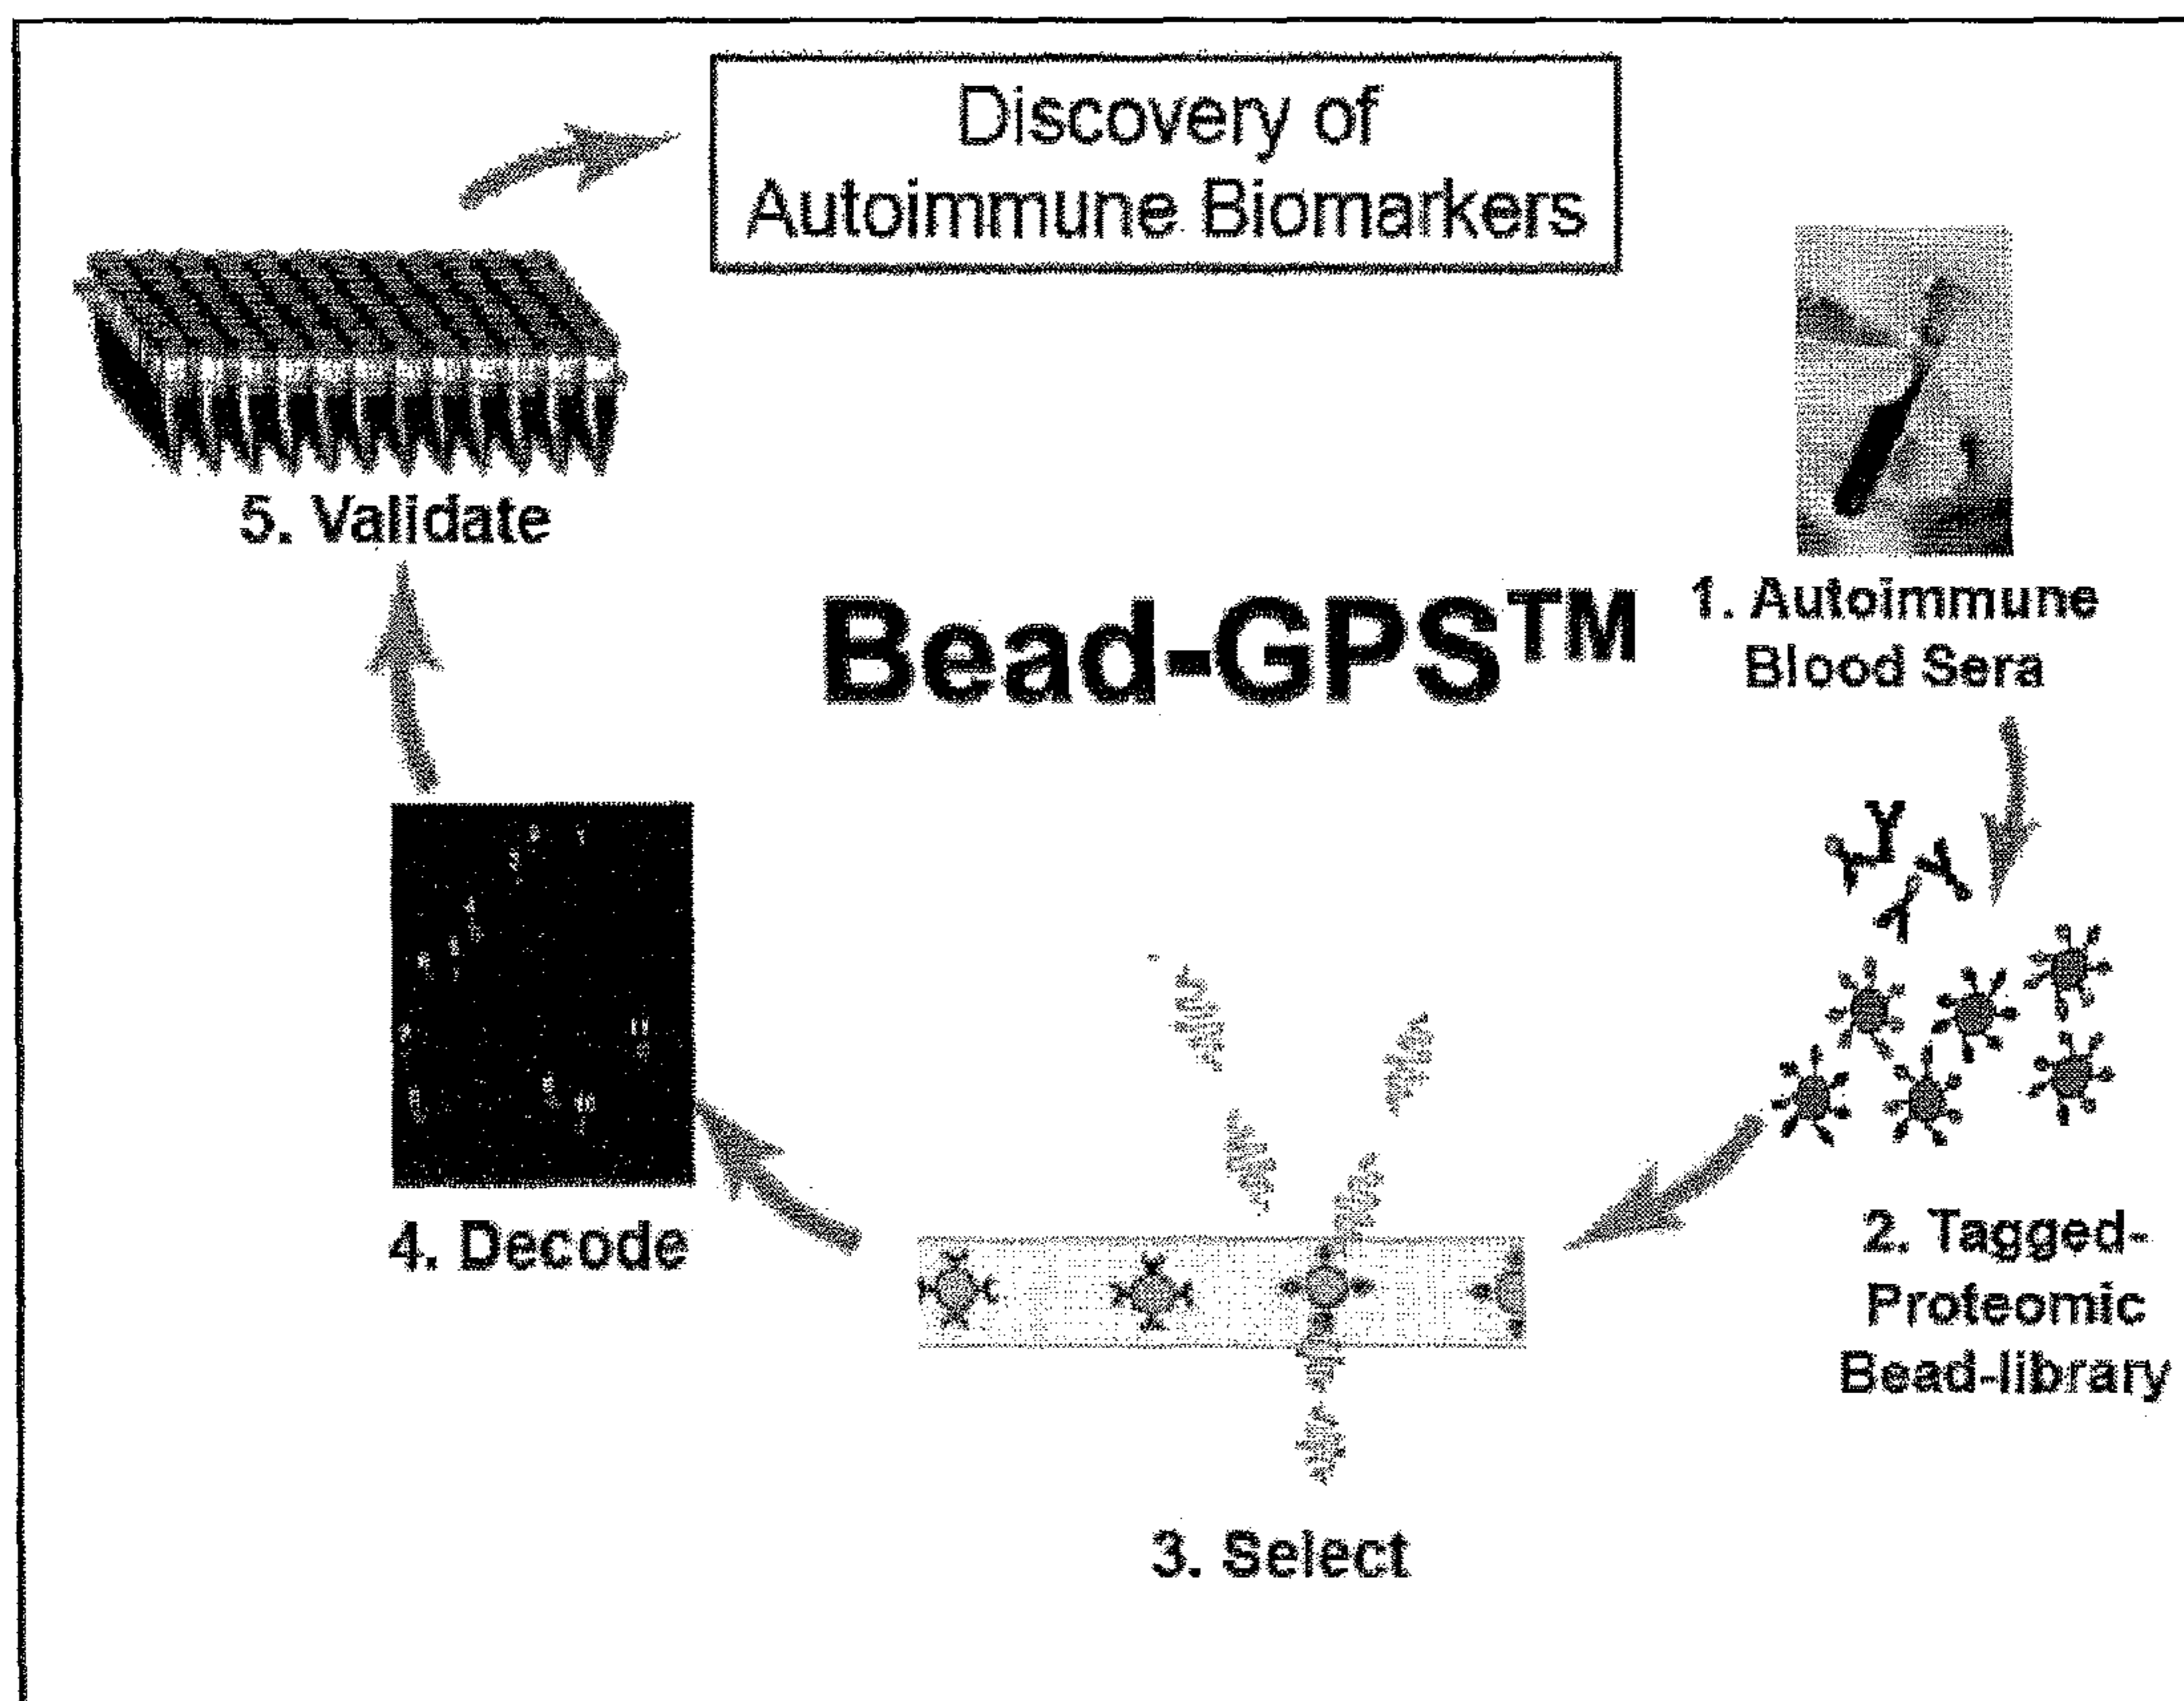 Discovery of
Autoimmune Biomarkers
Bead-GPS™
1. Autoimmune
Blood Sera
2. Tagged-
Proteomic
Bead-library
3. Select
4. Decode
5. Validate